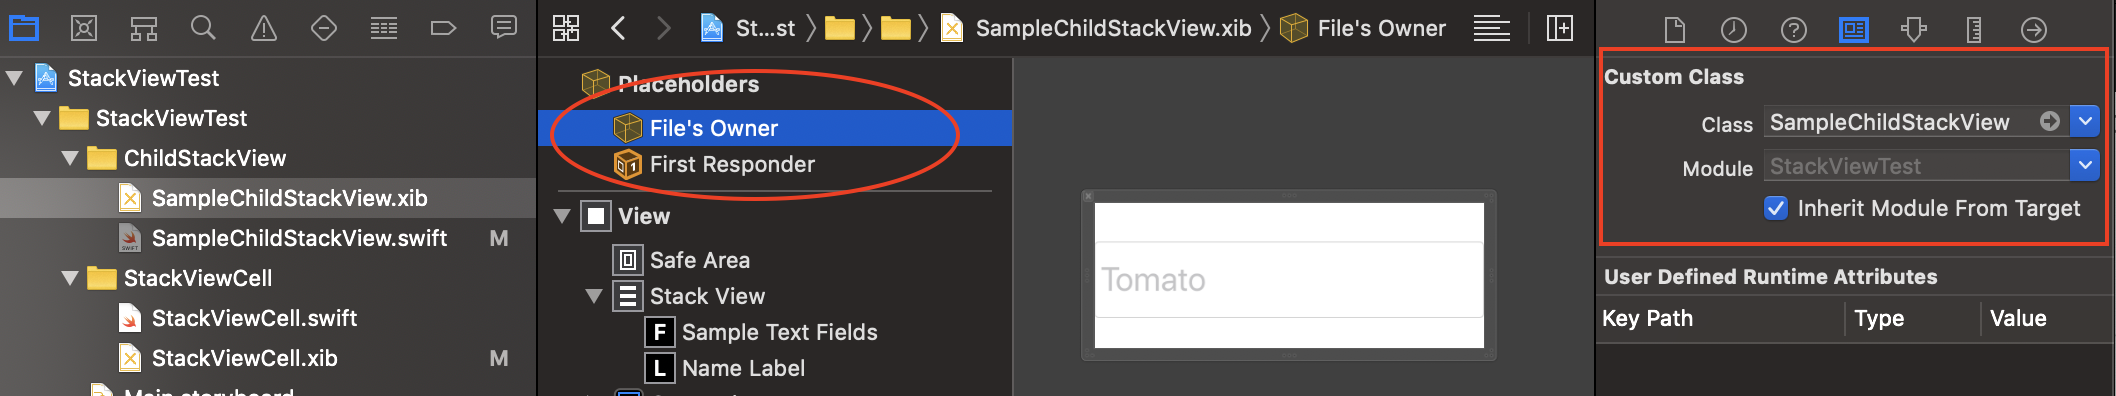 St...st
SampleChildStackView.xib
File's Owner
StackViewTest
StackViewTest
ChildStackView
SampleChildStackView.xib
SampleChildStackView.swift M
StackViewCell
StackViewCell.swift
StackViewCell.xib M
Main.storyboard
Placeholders
File's Owner
First Responder
View
Safe Area
Stack View
F Sample Text Fields
L Name Label
Tomato
Custom Class
Class SampleChildStackView
Module StackViewTest
Inherit Module From Target
User Defined Runtime Attributes
Key Path Type Value